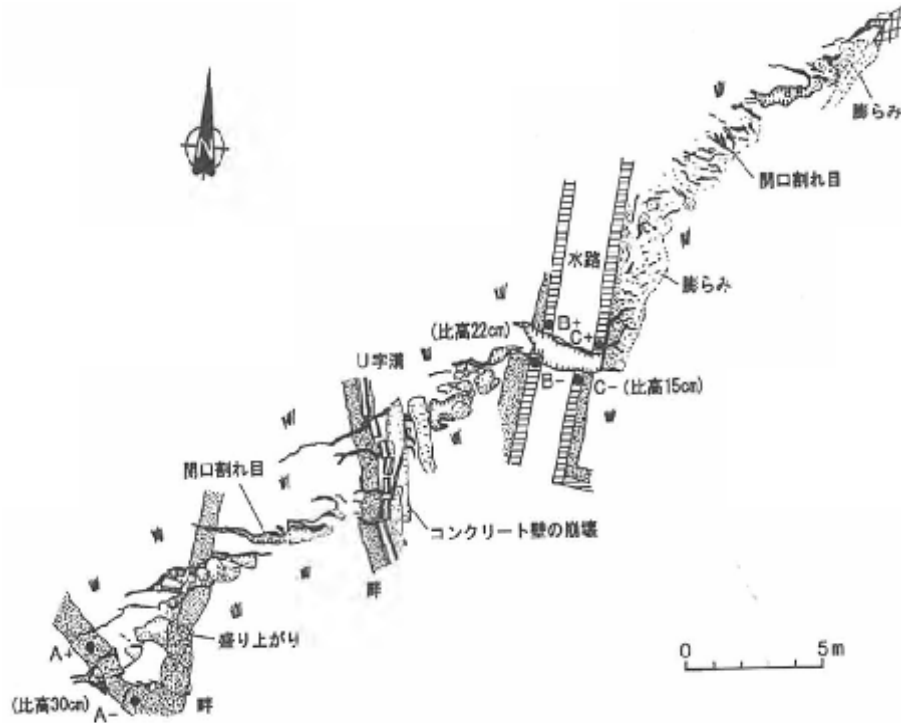 膨らみ
N
開口割れ目
水路
膨らみ
B+
(比高22cm)
C+
U字溝
B-
C- (比高15cm)
開口割れ目
コンクリート壁の崩壊
畔
盛り上がり
A+
0 5m
(比高30cm)
A-
畔